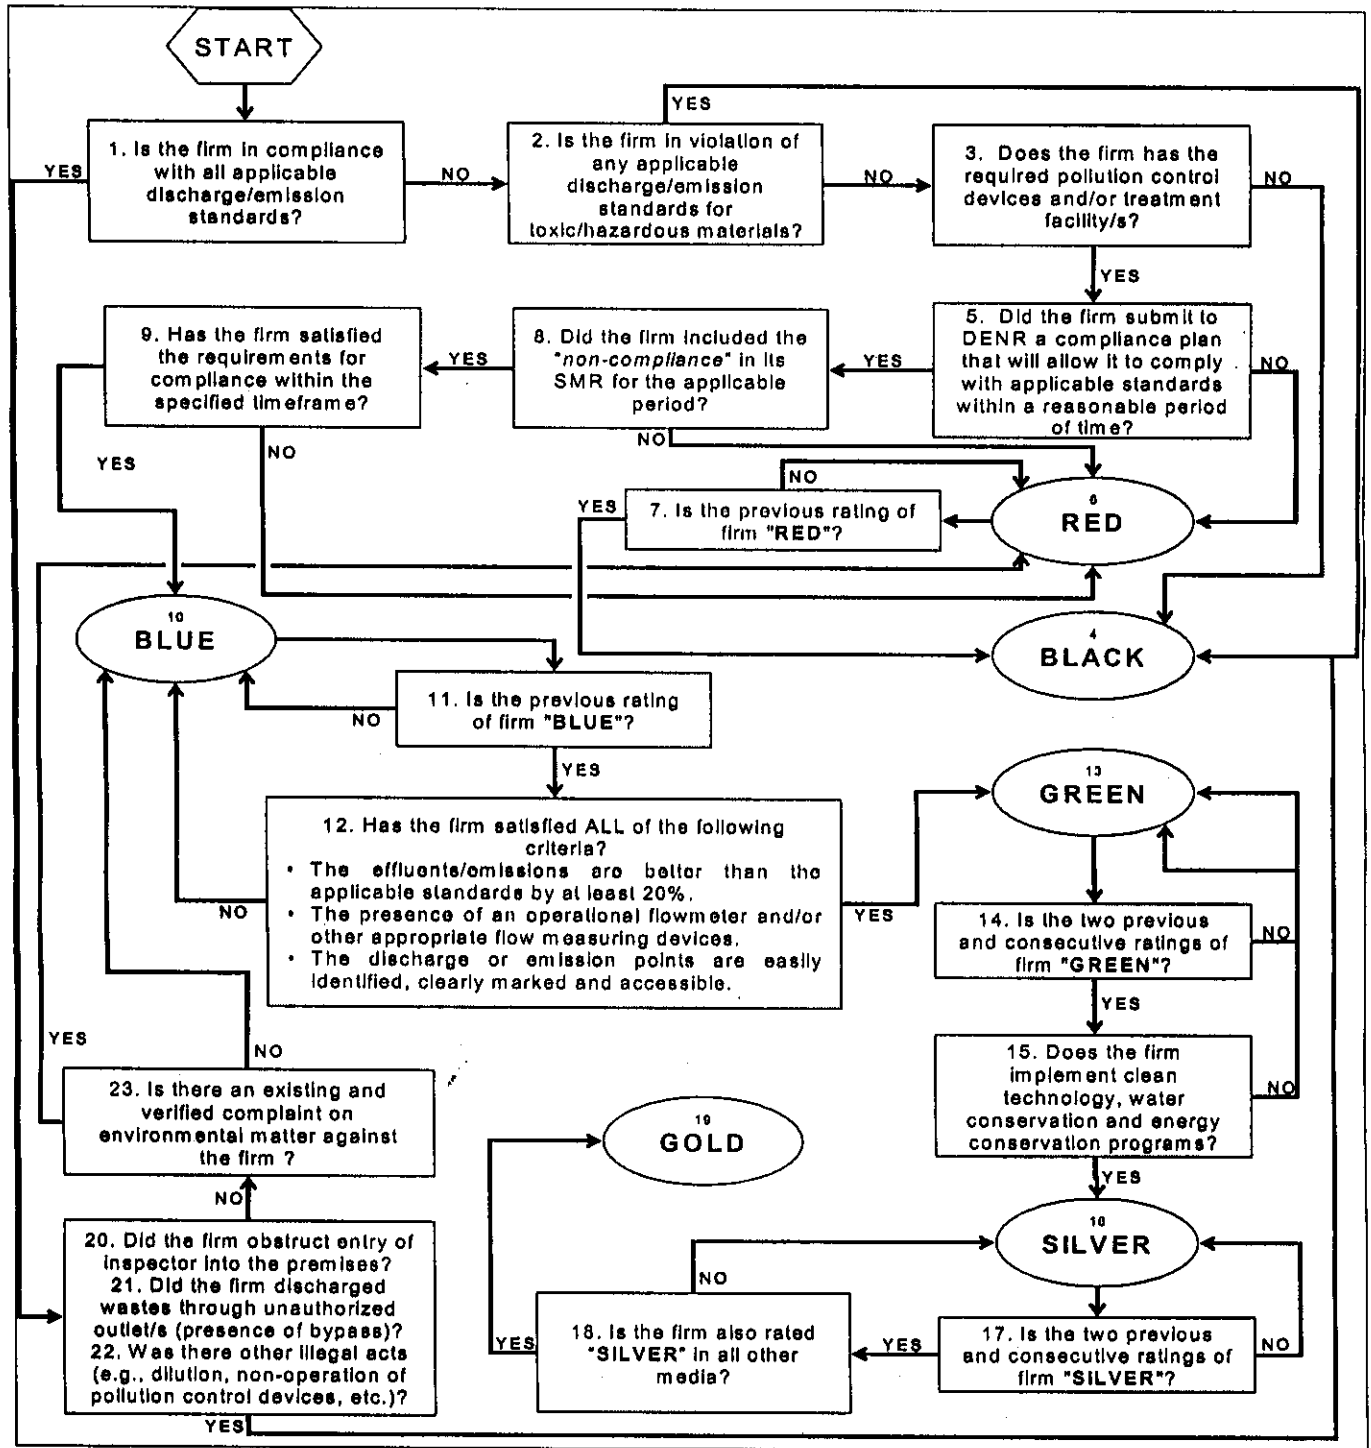 START
YES
1. Is the firm in compliance
with all applicable
discharge/emission
standards?
NO
YES
2. Is the firm in violation of
any applicable
discharge/emission
standards for
toxic/hazardous materials?
NO
3. Does the firm has the
required pollution control
devices and/or treatment
facility/s?
NO
YES
9. Has the firm satisfied
the requirements for
compliance within the
specified timeframe?
YES
8. Did the firm included the
"non-compliance" in its
SMR for the applicable
period?
YES
5. Did the firm submit to
DENR a compliance plan
that will allow it to comply
with applicable standards
within a reasonable period
of time?
NO
NO
YES
NO
NO
YES
7. Is the previous rating of
firm "RED"?
6
RED
10
BLUE
4
BLACK
11. Is the previous rating
of firm "BLUE"?
NO
YES
13
GREEN
12. Has the firm satisfied ALL of the following
criteria?
• The effluents/emissions are better than the
applicable standards by at least 20%.
• The presence of an operational flowmeter and/or
other appropriate flow measuring devices.
• The discharge or emission points are easily
identified, clearly marked and accessible.
NO
YES
14. Is the two previous
and consecutive ratings of
firm "GREEN"?
NO
YES
YES
NO
23. Is there an existing and
verified complaint on
environmental matter against
the firm ?
15. Does the firm
implement clean
technology, water
conservation and energy
conservation programs?
NO
19
GOLD
YES
NO
16
SILVER
20. Did the firm obstruct entry of
inspector into the premises?
21. Did the firm discharged
wastes through unauthorized
outlet/s (presence of bypass)?
22. Was there other illegal acts
(e.g., dilution, non-operation of
pollution control devices, etc.)?
YES
NO
YES
18. Is the firm also rated
"SILVER" in all other
media?
YES
17. Is the two previous
and consecutive ratings of
firm "SILVER"?
NO